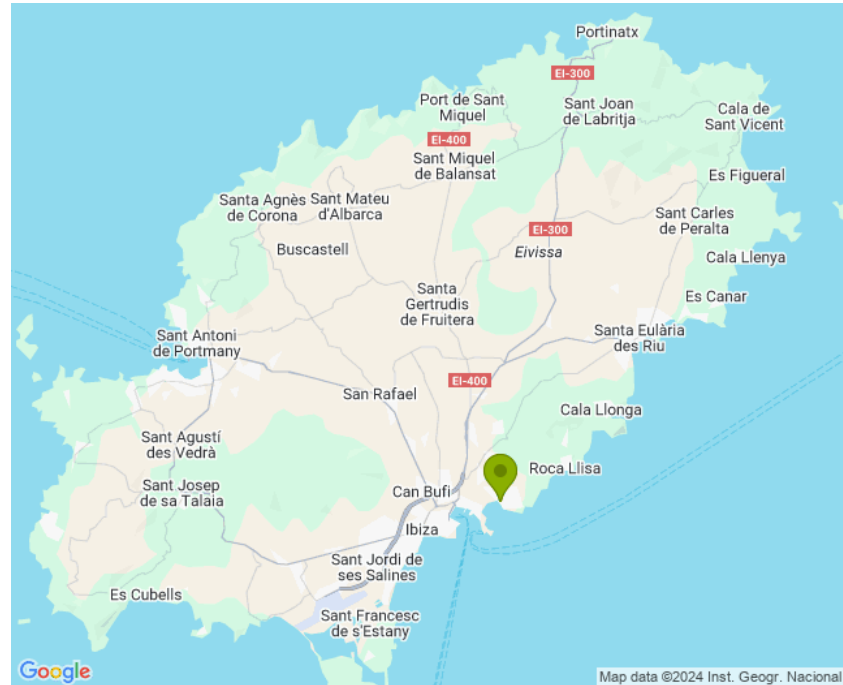 Portinatx
EI-300
Port de Sant
Miquel
Sant Joan
de Labritja
Cala de
Sant Vicent
EI-400
Sant Miquel
de Balansat
Es Figueral
Santa Agnès
de Corona
Sant Mateu
d'Albarca
Sant Carles
de Peralta
EI-300
Buscastell
Eivissa
Cala Llenya
Santa
Gertrudis
de Fruitera
Es Canar
Sant Antoni
de Portmany
Santa Eulària
des Riu
EI-400
San Rafael
Cala Llonga
Sant Agustí
des Vedrà
Roca Llisa
Sant Josep
de sa Talaia
Can Bufi
Ibiza
Sant Jordi de
ses Salines
Es Cubells
Sant Francesc
de s'Estany
Google
Map data ©2024 Inst. Geogr. Nacional